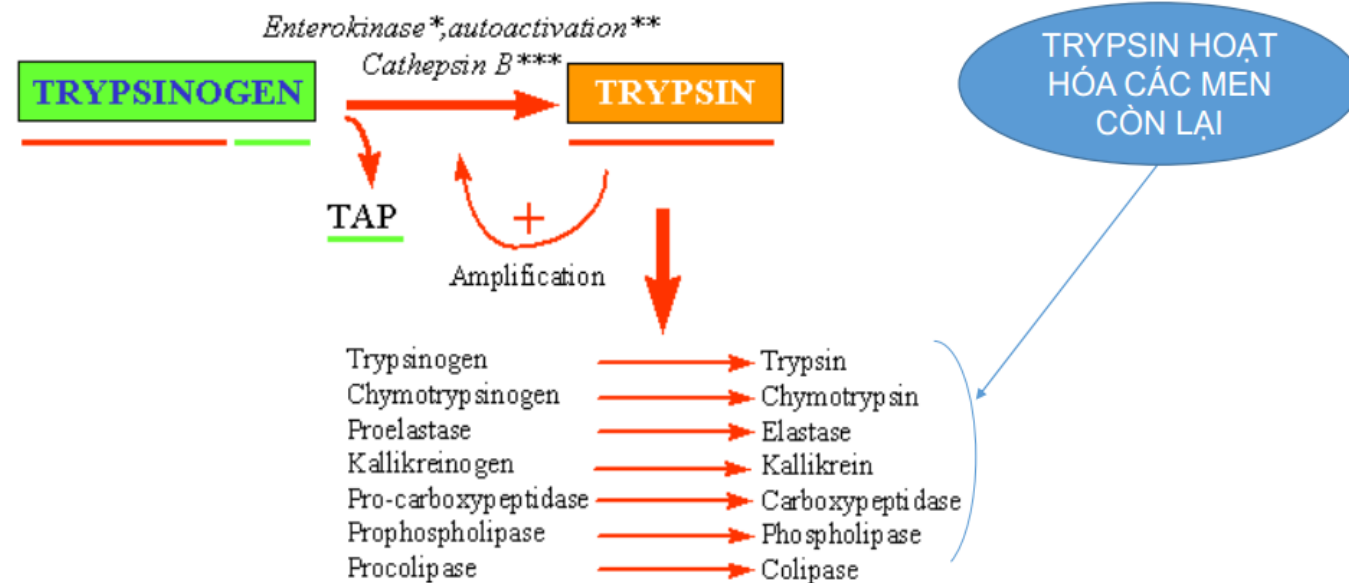 Enterokinase*,autoactivation**
Cathepsin B***
TRYPSINOGEN
TRYPSIN
TRYPSIN HOẠT
HÓA CÁC MEN
CÒN LẠI
TAP
+
Amplification
Trypsinogen Trypsin
Chymotrypsinogen Chymotrypsin
Proelastase Elastase
Kallikreinogen Kallikrein
Pro-carboxypeptidase Carboxypeptidase
Prophospholipase Phospholipase
Procolipase Colipase